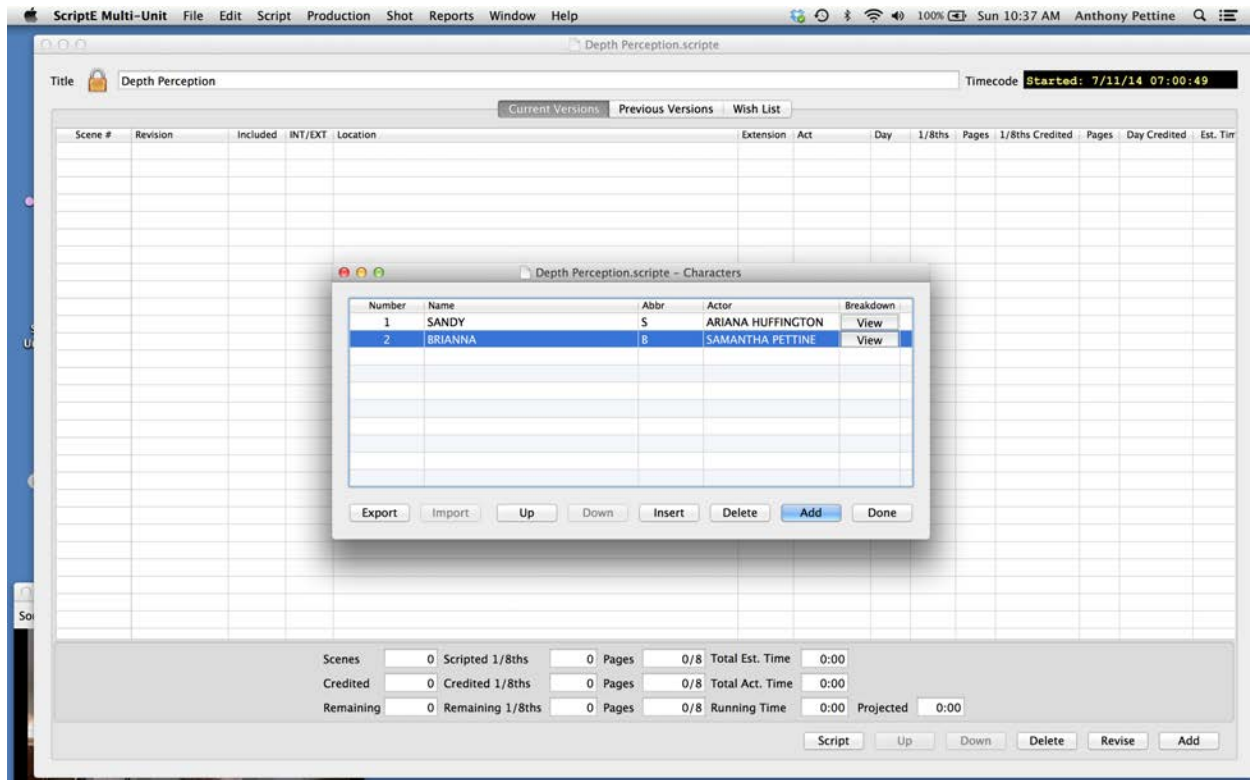 ScriptE Multi-Unit File Edit Script Production Shot Reports Window Help 100% Sun 10:37 AM Anthony Pettine
Depth Perception.scripte
Title Depth Perception Timecode Started: 7/11/14 07:00:49
Current Versions Previous Versions Wish List
Scene # Revision Included INT/EXT Location Extension Act Day 1/8ths Pages 1/8ths Credited Pages Day Credited Est. Tim
Depth Perception.scripte – Characters
Number Name Abbr Actor Breakdown
1 SANDY S ARIANA HUFFINGTON View
2 BRIANNA B SAMANTHA PETTINE View
Export Import Up Down Insert Delete Add Done
Scenes 0 Scripted 1/8ths 0 Pages 0/8 Total Est. Time 0:00
Credited 0 Credited 1/8ths 0 Pages 0/8 Total Act. Time 0:00
Remaining 0 Remaining 1/8ths 0 Pages 0/8 Running Time 0:00 Projected 0:00
Script Up Down Delete Revise Add